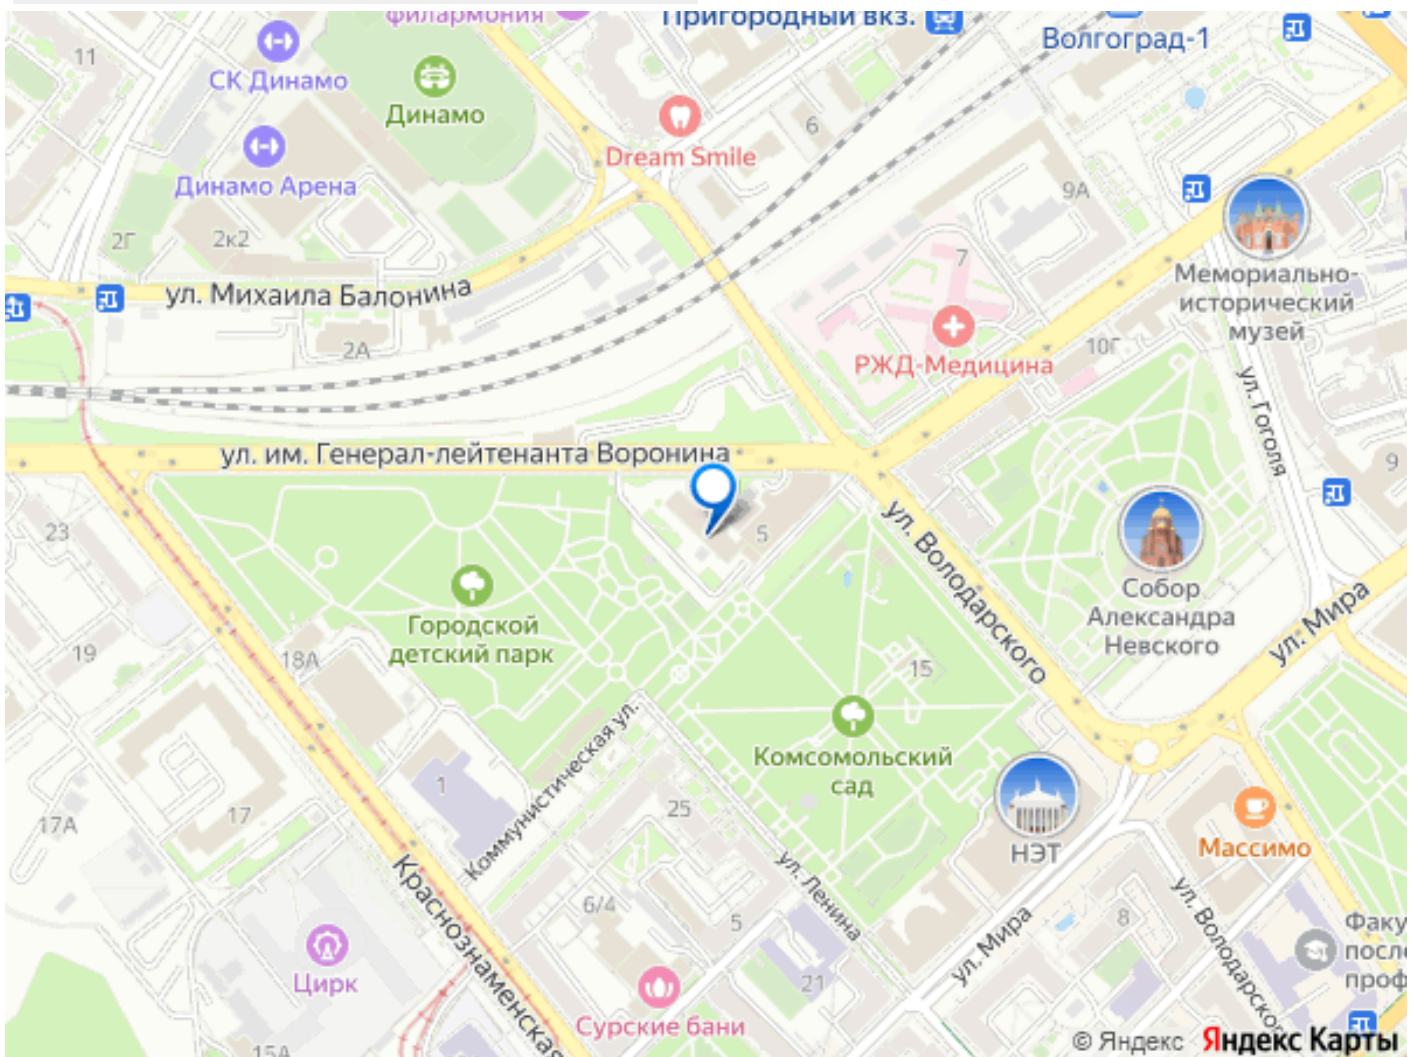 филармония
Пригородный вкз.
Волгоград-1
11
СК Динамо
Динамо
6
Dream Smile
Динамо Арена
9А
2Г
2к2
7
Мемориально-
исторический
музей
ул. Михаила Балонина
2А
10Г
РЖД-Медицина
ул. Гоголя
ул. им. Генерал-лейтенанта Воронина
9
23
5
ул. Володарского
Собор
Александра
Невского
ул. Мира
Городской
детский парк
19
18А
15
Комсомольский
сад
Коммунистическая ул.
1
25
17А
17
НЭТ
Массимо
ул. Ленина
Краснознаменская
6/4
5
8
ул. Володарского
ул. Мира
Факу
после
проф
Цирк
21
Сурские бани
15А
© Яндекс Яндекс Карты